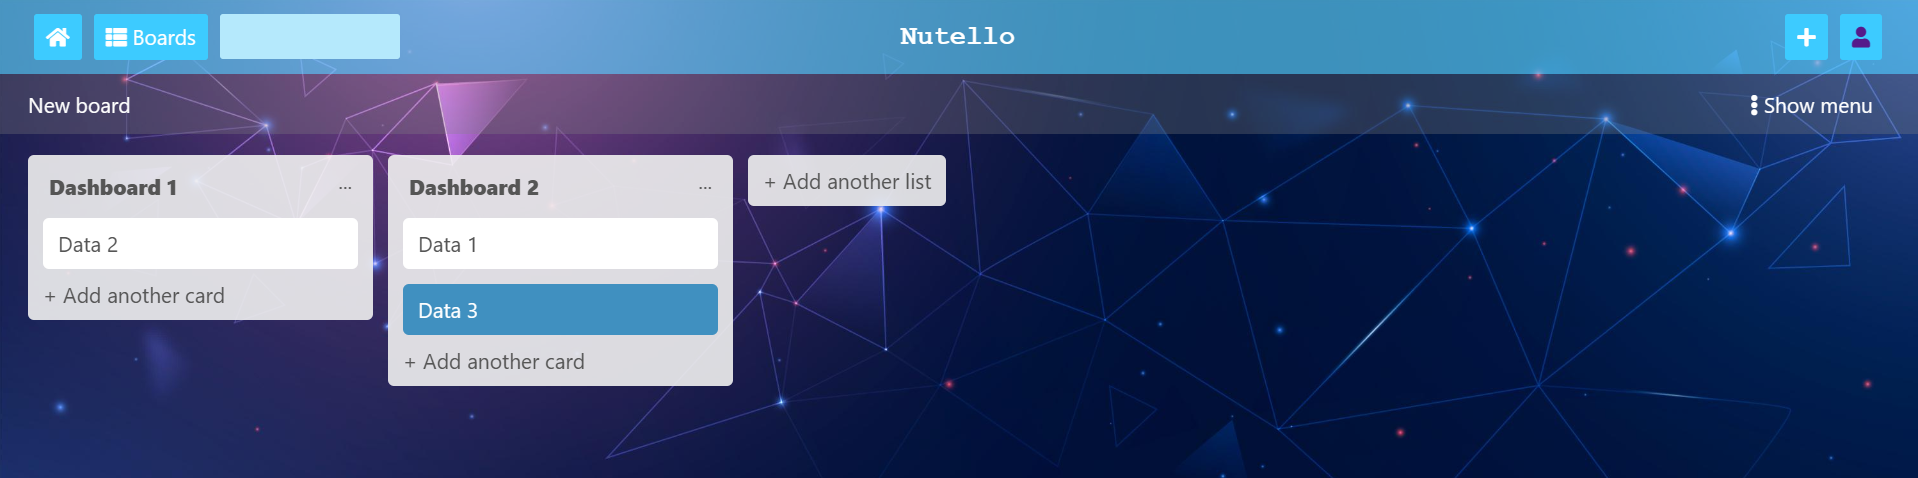 Boards
Nutello
New board
Show menu
Dashboard 1 ...
Data 2
+ Add another card
Dashboard 2 ...
Data 1
Data 3
+ Add another card
+ Add another list